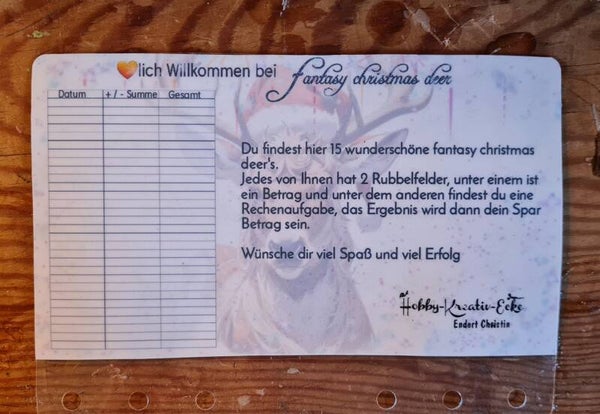 🧡lich Willkommen bei fantasy christmas deer
Datum + / - Summe Gesamt
Du findest hier 15 wunderschöne fantasy christmas
deer's.
Jedes von Ihnen hat 2 Rubbelfelder, unter einem ist
ein Betrag und unter dem anderen findest du eine
Rechenaufgabe, das Ergebnis wird dann dein Spar
Betrag sein.
Wünsche dir viel Spaß und viel Erfolg
Hobby-Kreativ-Ecke
Endert Christin